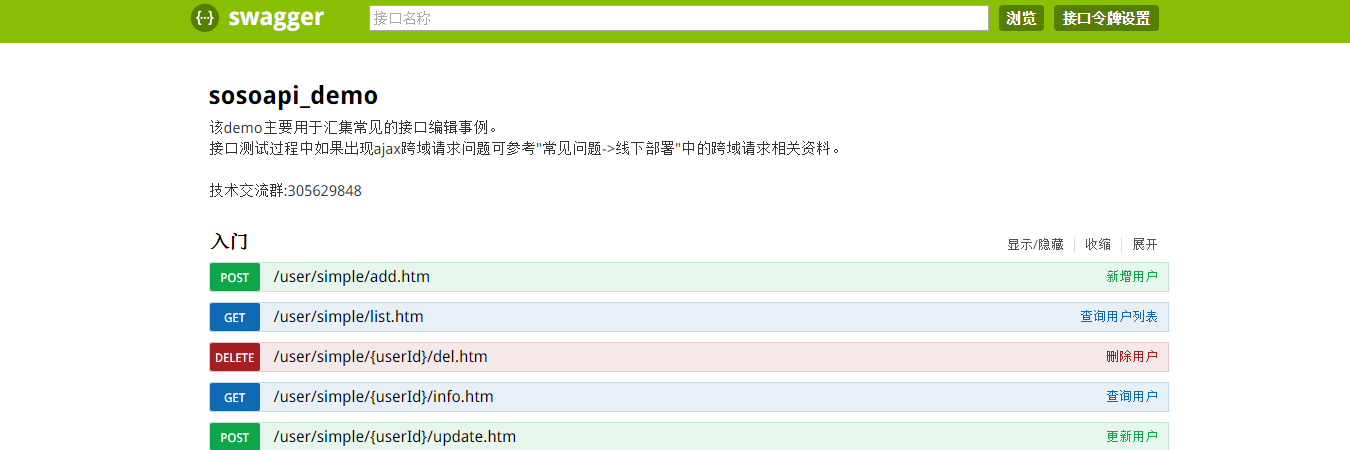 {··} swagger 接口名称 浏览 接口令牌设置
sosoapi_demo
该demo主要用于汇集常见的接口编辑事例。
接口测试过程中如果出现ajax跨域请求问题可参考"常见问题->线下部署"中的跨域请求相关资料。
技术交流群:305629848
入门 显示/隐藏 收缩 展开
POST /user/simple/add.htm 新增用户
GET /user/simple/list.htm 查询用户列表
DELETE /user/simple/{userId}/del.htm 删除用户
GET /user/simple/{userId}/info.htm 查询用户
POST /user/simple/{userId}/update.htm 更新用户